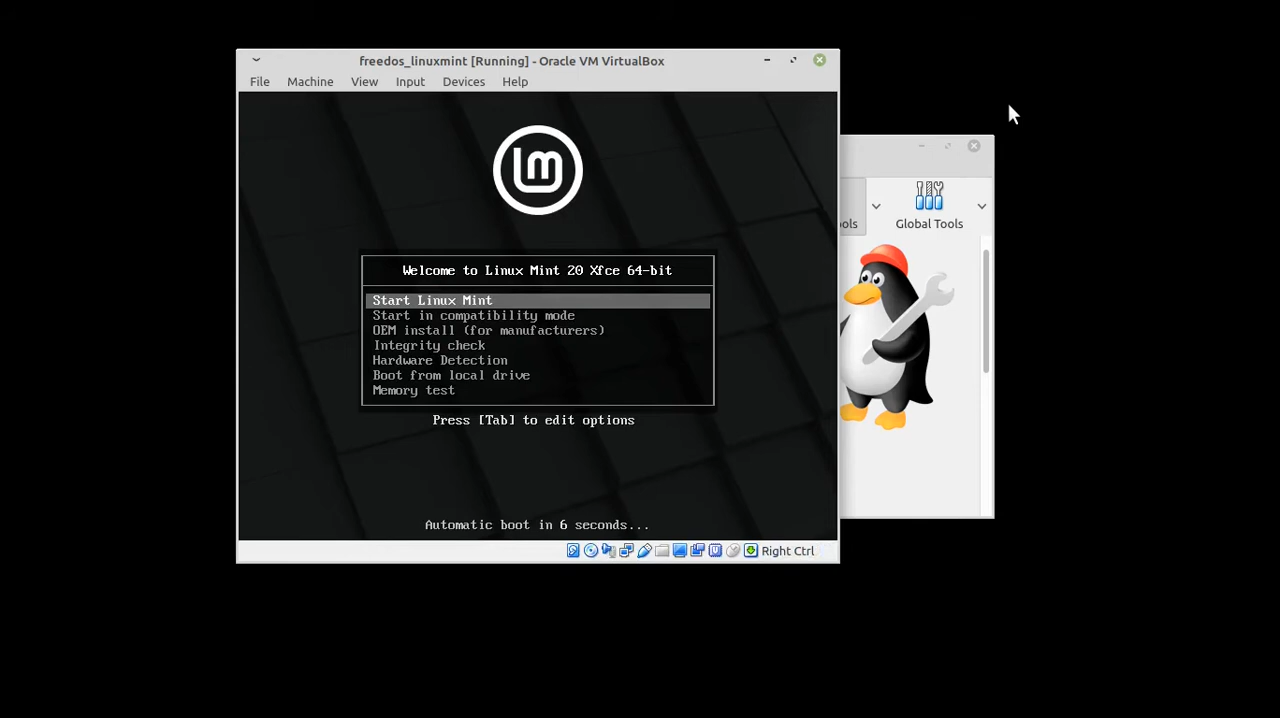 freedos_linuxmint [Running] - Oracle VM VirtualBox
File Machine View Input Devices Help
lm
Welcome to Linux Mint 20 Xfce 64-bit
Start Linux Mint
Start in compatibility mode
OEM install (for manufacturers)
Integrity check
Hardware Detection
Boot from local drive
Memory test
Press [Tab] to edit options
Automatic boot in 6 seconds...
Right Ctrl
ols
Global Tools